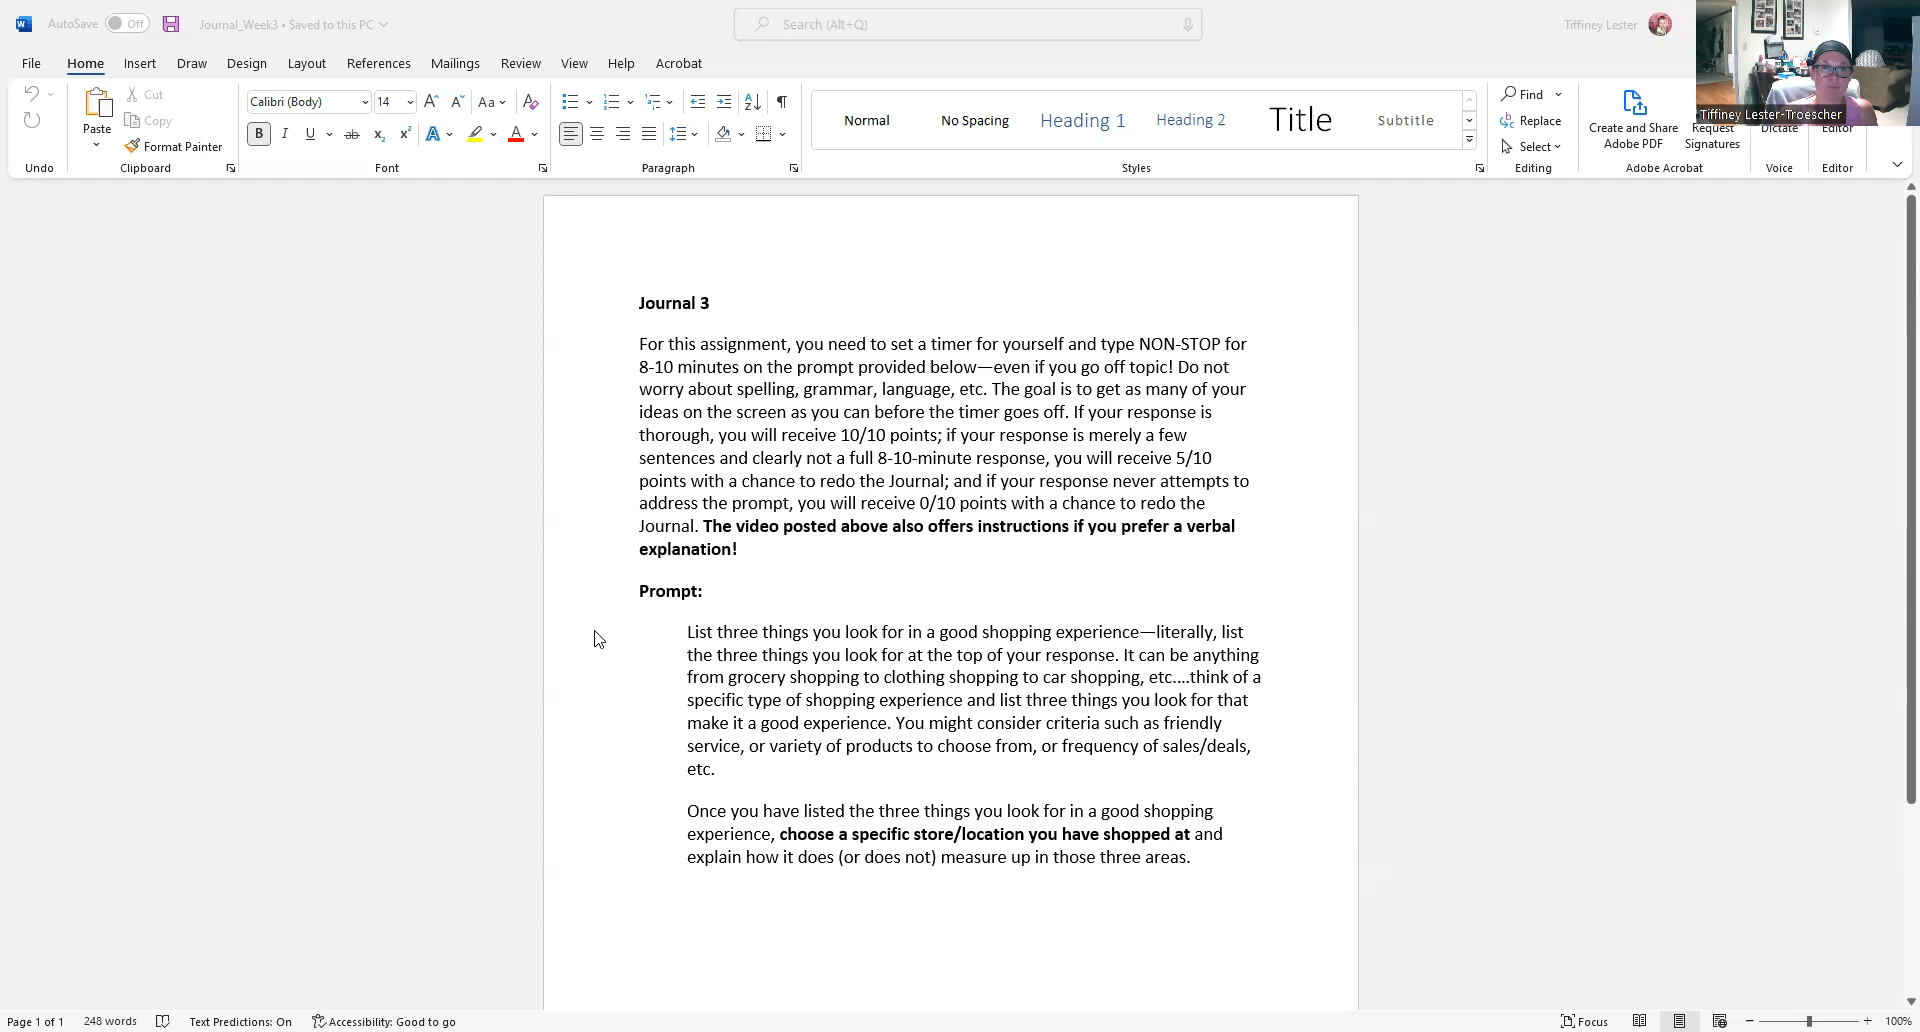 AutoSave Off Journal_Week3 • Saved to this PC Search (Alt+Q) Tiffiney Lester
File Home Insert Draw Design Layout References Mailings Review View Help Acrobat
Calibri (Body) 14 Aa
Cut
Copy
Paste
Format Painter
B I U ab x₂ x² A A
Normal No Spacing Heading 1 Heading 2 Title Subtitle
Find
Replace
Select
Create and Share
Adobe PDF
Request
Signatures
Dictate
Editor
Tiffiney Lester-Troescher
Undo Clipboard Font Paragraph Styles Editing Adobe Acrobat Voice Editor
Journal 3
For this assignment, you need to set a timer for yourself and type NON-STOP for
8-10 minutes on the prompt provided below—even if you go off topic! Do not
worry about spelling, grammar, language, etc. The goal is to get as many of your
ideas on the screen as you can before the timer goes off. If your response is
thorough, you will receive 10/10 points; if your response is merely a few
sentences and clearly not a full 8-10-minute response, you will receive 5/10
points with a chance to redo the Journal; and if your response never attempts to
address the prompt, you will receive 0/10 points with a chance to redo the
Journal. The video posted above also offers instructions if you prefer a verbal
explanation!
Prompt:
List three things you look for in a good shopping experience—literally, list
the three things you look for at the top of your response. It can be anything
from grocery shopping to clothing shopping to car shopping, etc....think of a
specific type of shopping experience and list three things you look for that
make it a good experience. You might consider criteria such as friendly
service, or variety of products to choose from, or frequency of sales/deals,
etc.
Once you have listed the three things you look for in a good shopping
experience, choose a specific store/location you have shopped at and
explain how it does (or does not) measure up in those three areas.
Page 1 of 1 248 words Text Predictions: On Accessibility: Good to go Focus 100%